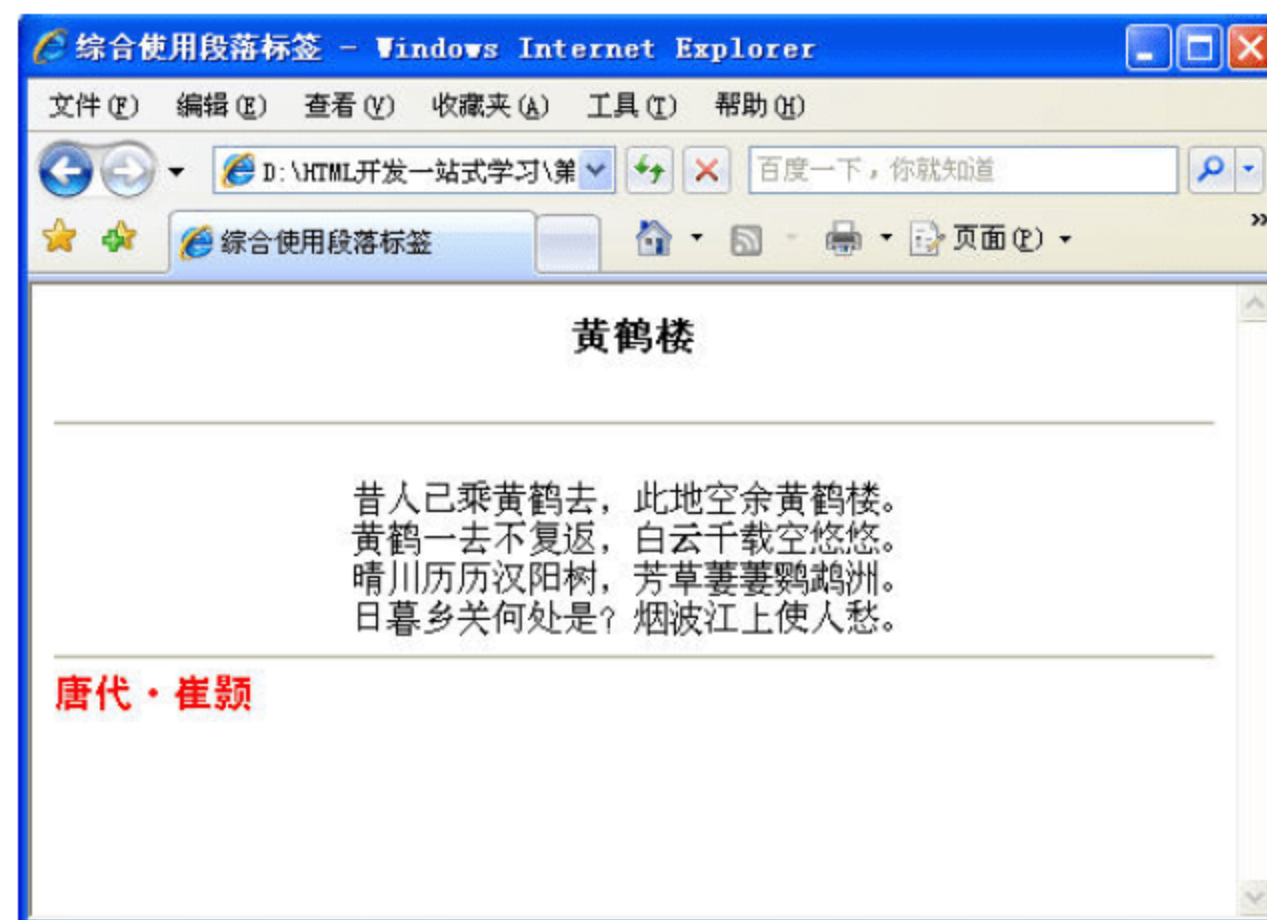 综合使用段落标签 - Windows Internet Explorer
文件(F) 编辑(E) 查看(V) 收藏夹(A) 工具(T) 帮助(H)
D:\HTML开发一站式学习\第 百度一下，你就知道
综合使用段落标签 页面(P) »
黄鹤楼
昔人已乘黄鹤去，此地空余黄鹤楼。
黄鹤一去不复返，白云千载空悠悠。
晴川历历汉阳树，芳草萋萋鹦鹉洲。
日暮乡关何处是？烟波江上使人愁。
唐代·崔颢